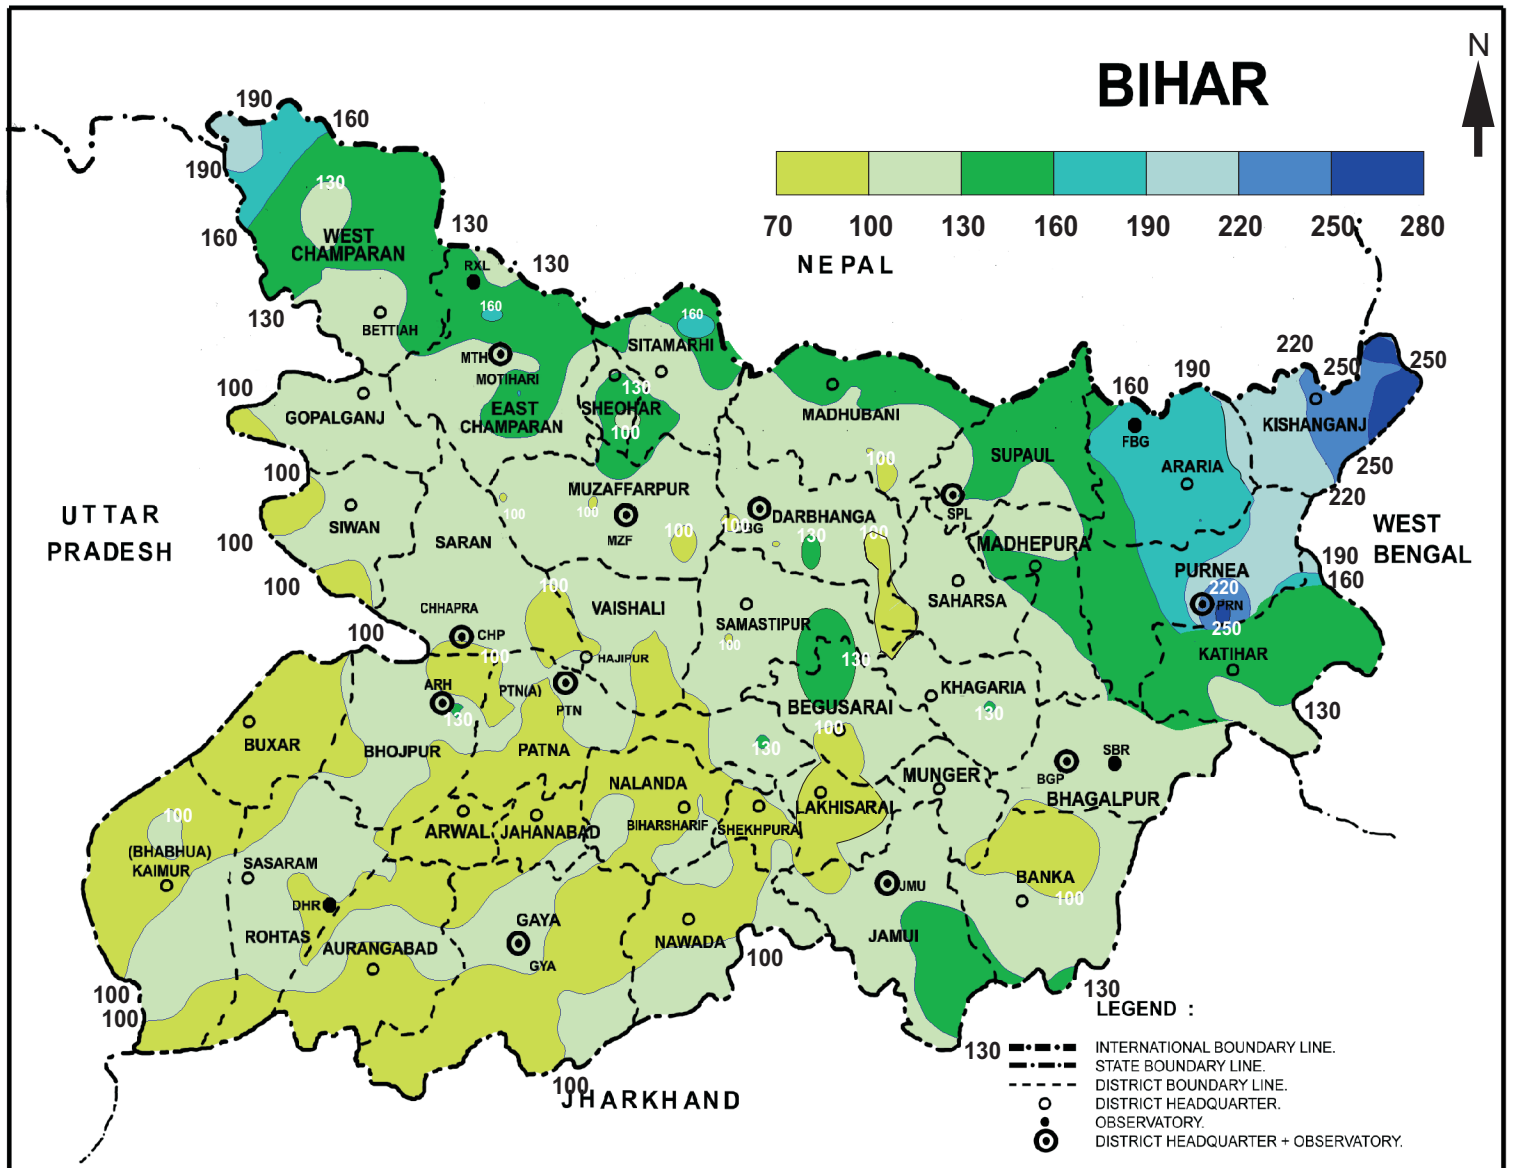 N
BIHAR
190
160
190
70 100 130 160 190 220 250 280
130
160
130
WEST
CHAMPARAN
NEPAL
RXL
130
160
160
130
BETTIAH
SITAMARHI
220
250
250
MTH
MOTIHARI
190
160
100
130
EAST
CHAMPARAN
SHEOHAR
100
GOPALGANJ
MADHUBANI
KISHANGANJ
FBG
SUPAUL
ARARIA
250
100
100
220
MUZAFFARPUR
UTTAR
PRADESH
SIWAN
100
100
MZF
100
100
DBG
DARBHANGA
130
100
SPL
WEST
BENGAL
100
SARAN
MADHEPURA
190
160
100
100
PURNEA
220
PRN
250
CHHAPRA
CHP
VAISHALI
SAMASTIPUR
100
SAHARSA
100
100
HAJIPUR
130
KATIHAR
ARH
130
PTN(A)
PTN
KHAGARIA
130
BEGUSARAI
100
130
BUXAR
BHOJPUR
PATNA
130
SBR
BGP
NALANDA
MUNGER
BHAGALPUR
100
ARWAL
JAHANABAD
BIHARSHARIF
SHEKHPURA
LAKHISARAI
(BHABHUA)
KAIMUR
SASARAM
DHR
JMU
BANKA
100
ROHTAS
AURANGABAD
GAYA
GYA
NAWADA
JAMUI
100
100
100
130
LEGEND :
130
INTERNATIONAL BOUNDARY LINE.
STATE BOUNDARY LINE.
DISTRICT BOUNDARY LINE.
100
JHARKHAND
DISTRICT HEADQUARTER.
OBSERVATORY.
DISTRICT HEADQUARTER + OBSERVATORY.